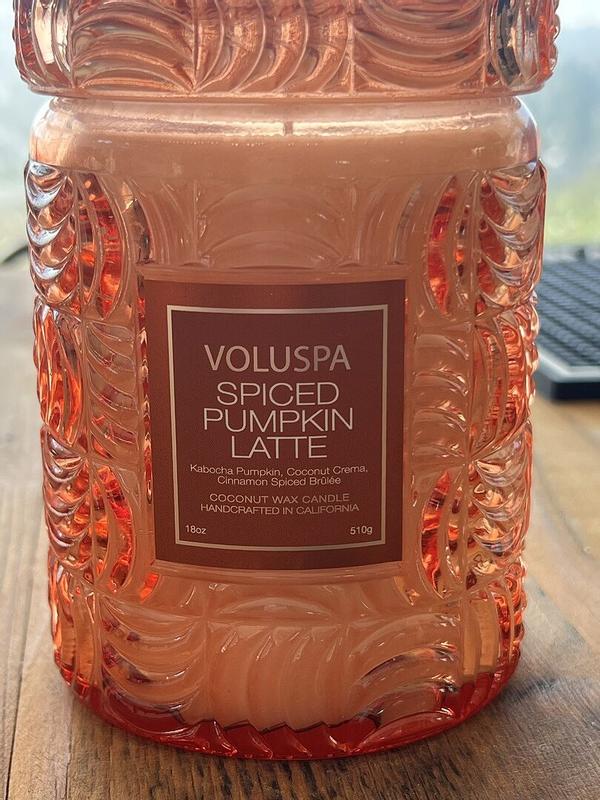 VOLUSPA
SPICED
PUMPKIN
LATTE
Kabocha Pumpkin, Coconut Crema,
Cinnamon Spiced Brûlée
COCONUT WAX CANDLE
HANDCRAFTED IN CALIFORNIA
18oz 510g